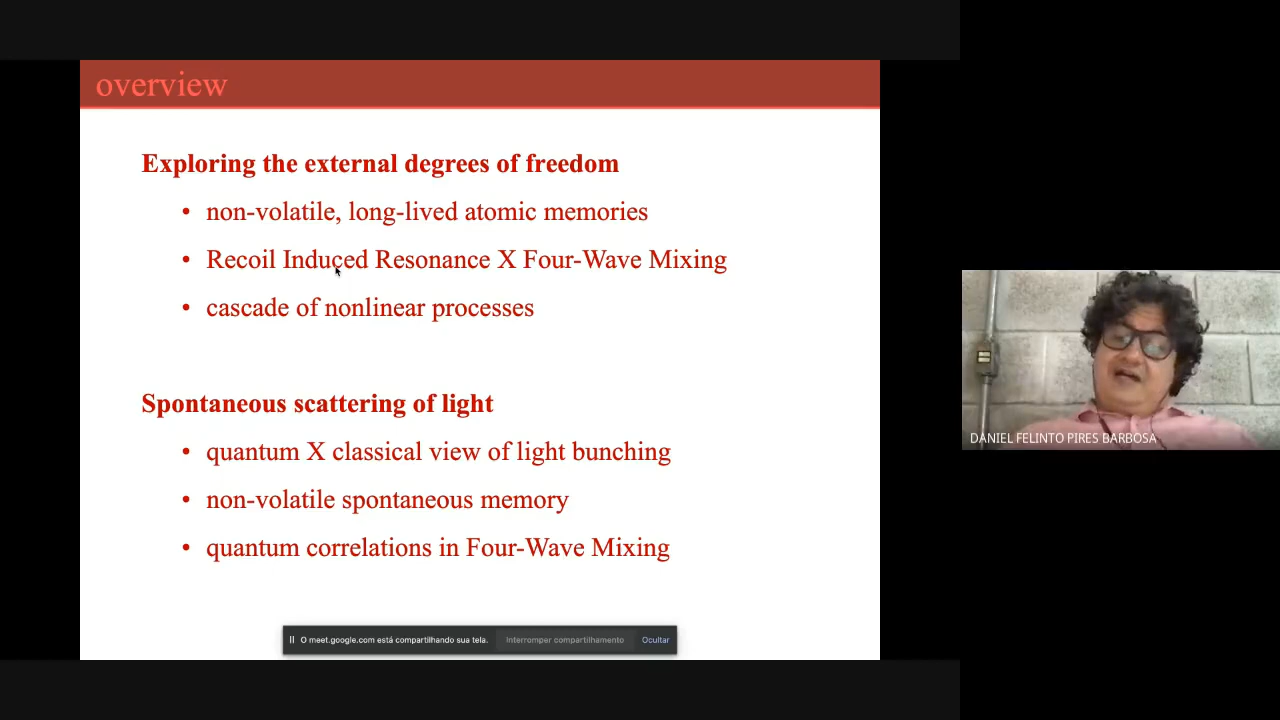 overview
Exploring the external degrees of freedom
• non-volatile, long-lived atomic memories
• Recoil Induced Resonance X Four-Wave Mixing
• cascade of nonlinear processes
Spontaneous scattering of light
• quantum X classical view of light bunching
• non-volatile spontaneous memory
• quantum correlations in Four-Wave Mixing
O meet.google.com está compartilhando sua tela. Interromper compartilhamento Ocultar
DANIEL FELINTO PIRES BARBOSA